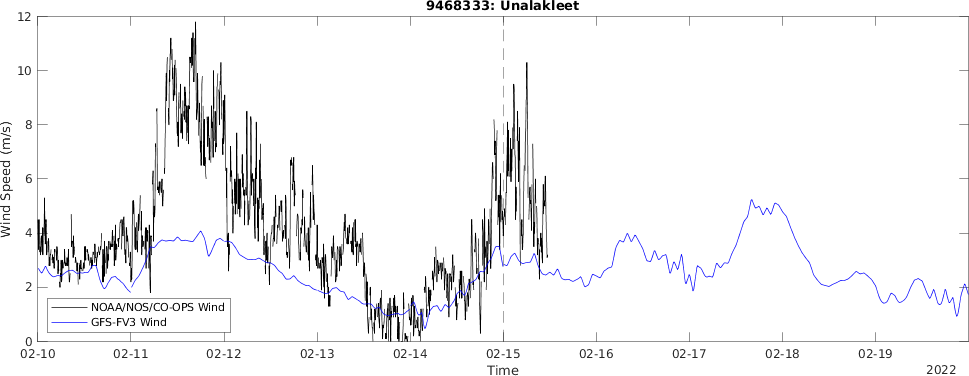 9468333: Unalakleet
Wind Speed (m/s)
12
10
8
6
4
2
0
NOAA/NOS/CO-OPS Wind
GFS-FV3 Wind
02-10 02-11 02-12 02-13 02-14 02-15 02-16 02-17 02-18 02-19
Time
2022